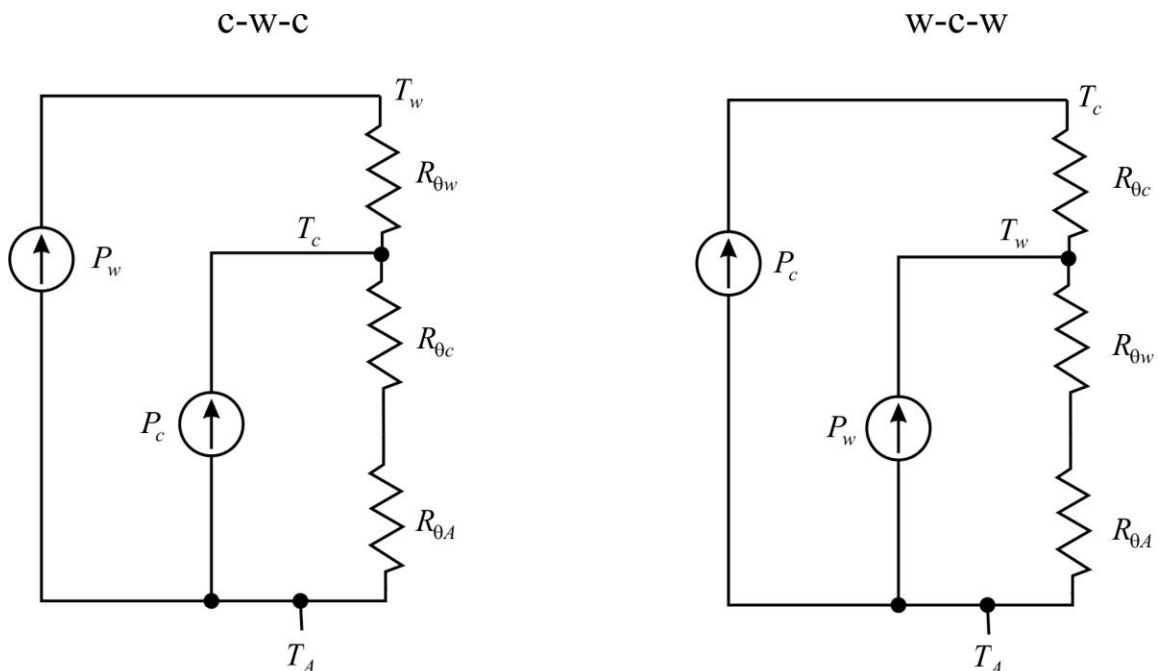 c-w-c
w-c-w
T_w
R_θw
T_c
P_w
R_θc
P_c
R_θA
T_A
T_c
R_θc
T_w
P_c
R_θw
P_w
R_θA
T_A